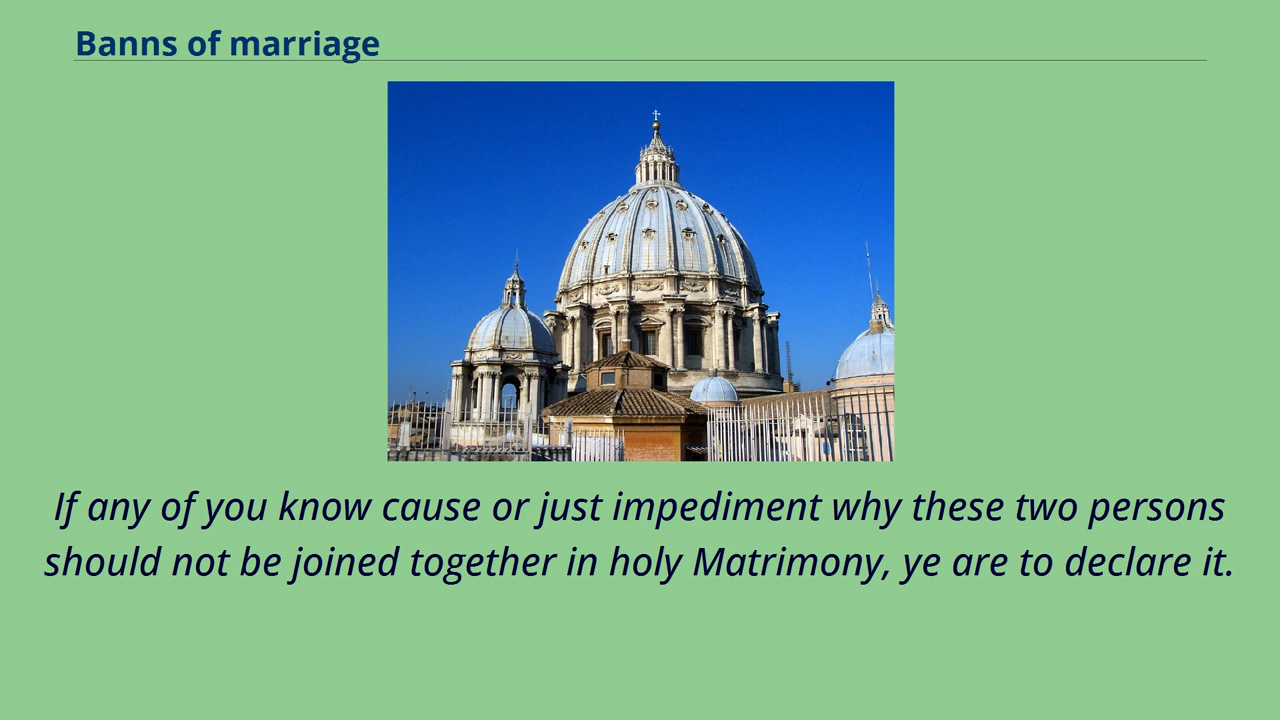 Banns of marriage
If any of you know cause or just impediment why these two persons
should not be joined together in holy Matrimony, ye are to declare it.